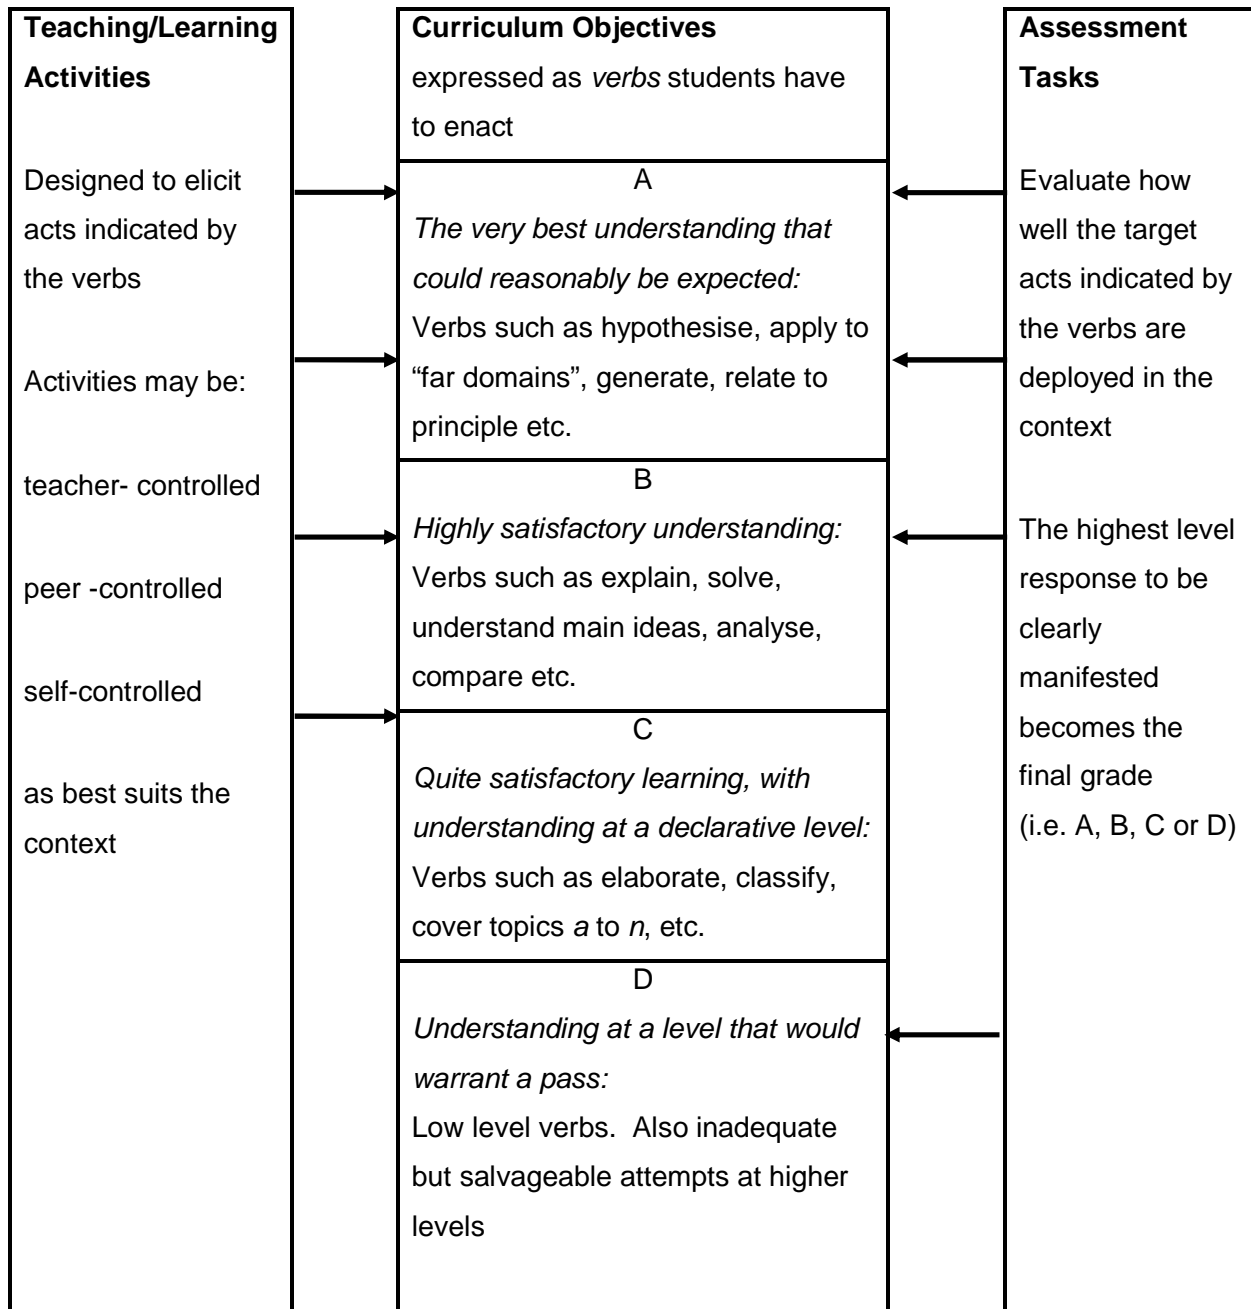 Teaching/Learning
Activities
Designed to elicit
acts indicated by
the verbs
Activities may be:
teacher- controlled
peer -controlled
self-controlled
as best suits the
context
Curriculum Objectives
expressed as verbs students have
to enact
A
The very best understanding that
could reasonably be expected:
Verbs such as hypothesise, apply to
“far domains”, generate, relate to
principle etc.
B
Highly satisfactory understanding:
Verbs such as explain, solve,
understand main ideas, analyse,
compare etc.
C
Quite satisfactory learning, with
understanding at a declarative level:
Verbs such as elaborate, classify,
cover topics a to n, etc.
D
Understanding at a level that would
warrant a pass:
Low level verbs.  Also inadequate
but salvageable attempts at higher
levels
Assessment
Tasks
Evaluate how
well the target
acts indicated by
the verbs are
deployed in the
context
The highest level
response to be
clearly
manifested
becomes the
final grade
(i.e. A, B, C or D)